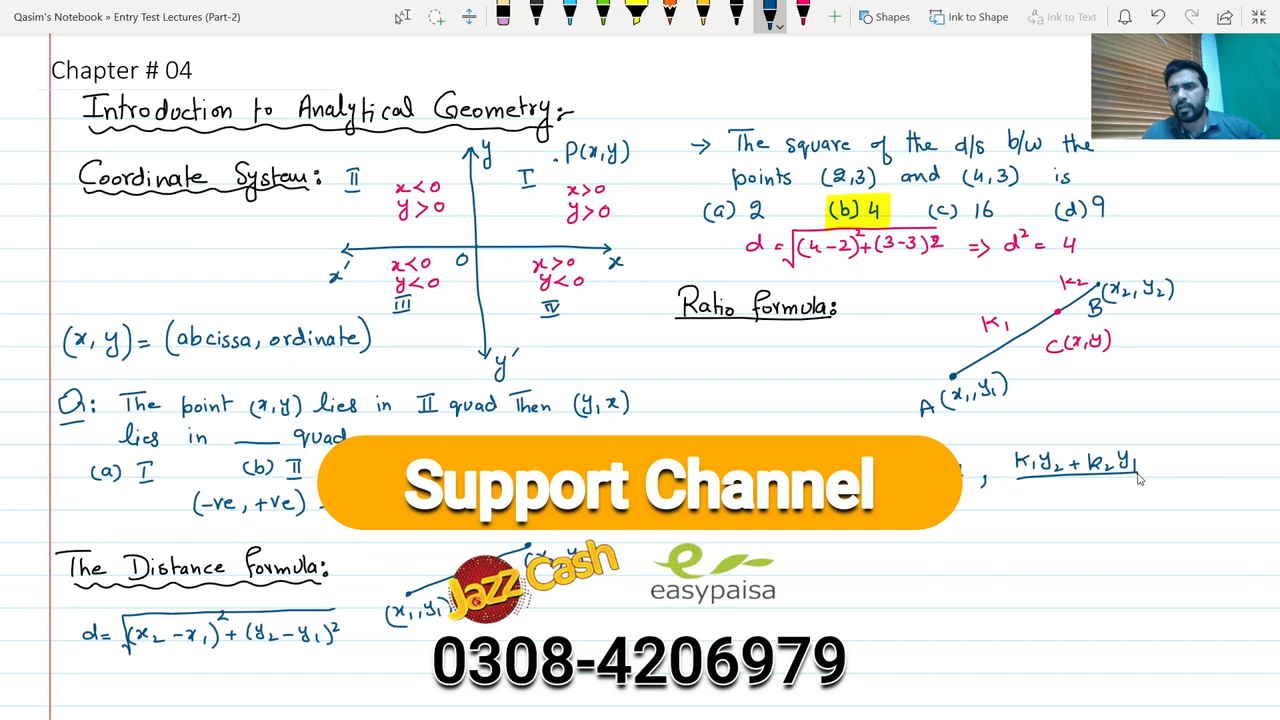 Qasim's Notebook » Entry Test Lectures (Part-2)
Shapes
Ink to Shape
Ink to Text
Chapter # 04
Introduction to Analytical Geometry:-
Coordinate System:
II
x<0
y>0
y
I
.P(x,y)
x>0
y>0
x'
O
x
x<0
y<0
III
x>0
y<0
IV
y'
(x, y) = (abcissa, ordinate)
Q: The point (x,y) lies in II quad Then (y,x)
lies in ___ quad
(a) I (b) II
(-ve, +ve)
The Distance formula:
d= √(x₂-x₁)²+(y₂-y₁)²
(x₁,y₁)
→ The square of the d/s b/w the
points (2,3) and (4,3) is
(a) 2 (b) 4 (c) 16 (d) 9
d = √(4-2)²+(3-3)² => d² = 4
Ratio formula:
K₂
B(x₂, y₂)
K₁
C(x,y)
A(x₁,y₁)
, K₁y₂+K₂y₁
Support Channel
JazzCash
easypaisa
0308-4206979